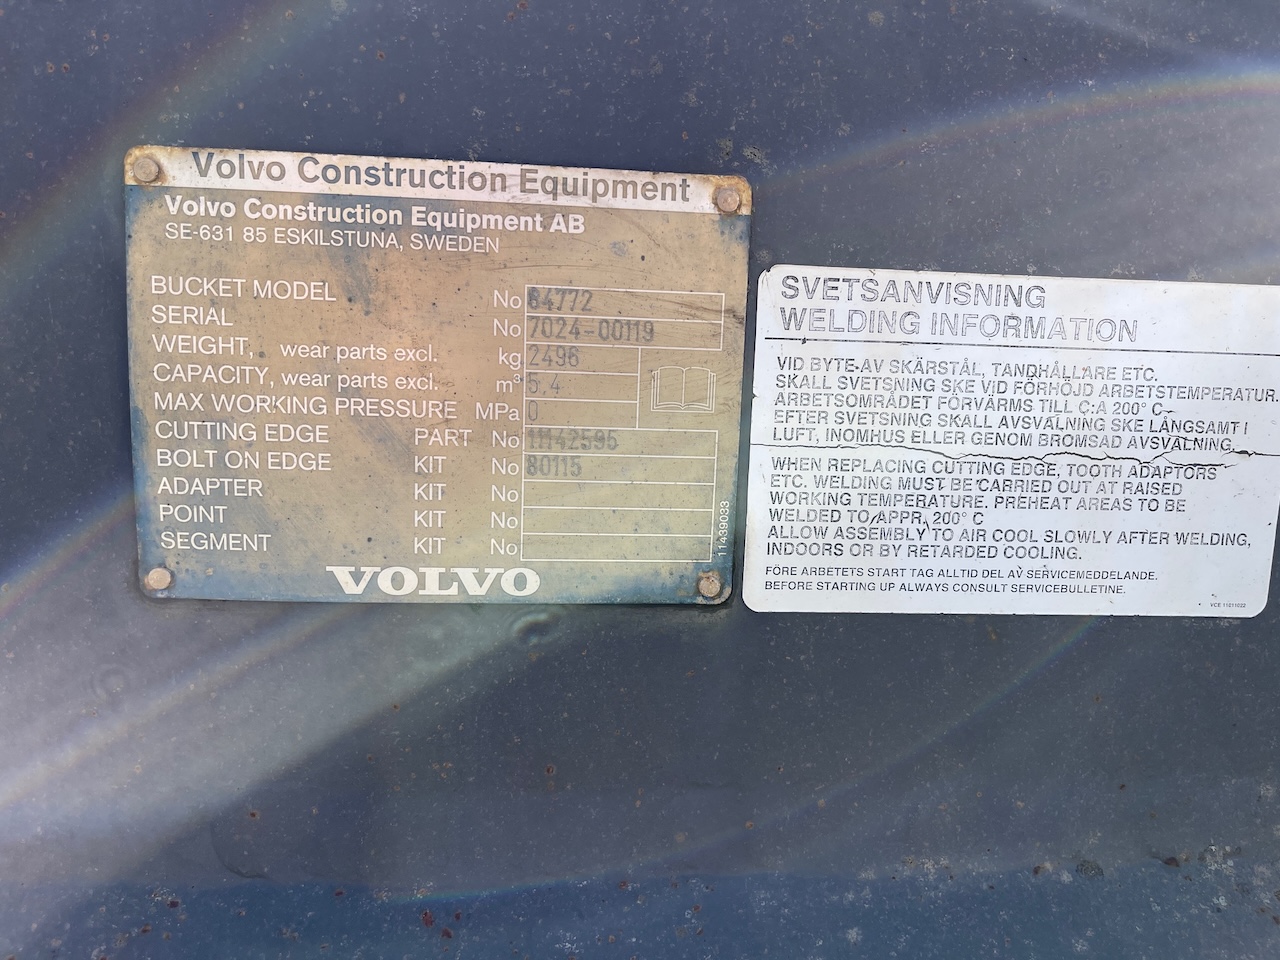 Volvo Construction Equipment
Volvo Construction Equipment AB
SE-631 85 ESKILSTUNA, SWEDEN
BUCKET MODEL No 84772
SERIAL No 7024-00119
WEIGHT, wear parts excl. kg 2496
CAPACITY, wear parts excl. m³ 5,4
MAX WORKING PRESSURE MPa 0
CUTTING EDGE PART No 11142595
BOLT ON EDGE KIT No 80115
ADAPTER KIT No
POINT KIT No
SEGMENT KIT No
11439033
VOLVO
SVETSANVISNING
WELDING INFORMATION
VID BYTE AV SKÄRSTÅL, TANDHÅLLARE ETC.
SKALL SVETSNING SKE VID FÖRHÖJD ARBETSTEMPERATUR.
ARBETSOMRÅDET FÖRVÄRMS TILL C:A 200° C
EFTER SVETSNING SKALL AVSVALNING SKE LÅNGSAMT I
LUFT, INOMHUS ELLER GENOM BROMSAD AVSVALNING.
WHEN REPLACING CUTTING EDGE, TOOTH ADAPTORS
ETC. WELDING MUST BE CARRIED OUT AT RAISED
WORKING TEMPERATURE. PREHEAT AREAS TO BE
WELDED TO APPR, 200° C
ALLOW ASSEMBLY TO AIR COOL SLOWLY AFTER WELDING,
INDOORS OR BY RETARDED COOLING.
FÖRE ARBETETS START TAG ALLTID DEL AV SERVICEMEDDELANDE.
BEFORE STARTING UP ALWAYS CONSULT SERVICEBULLETINE.
VCE 11211022